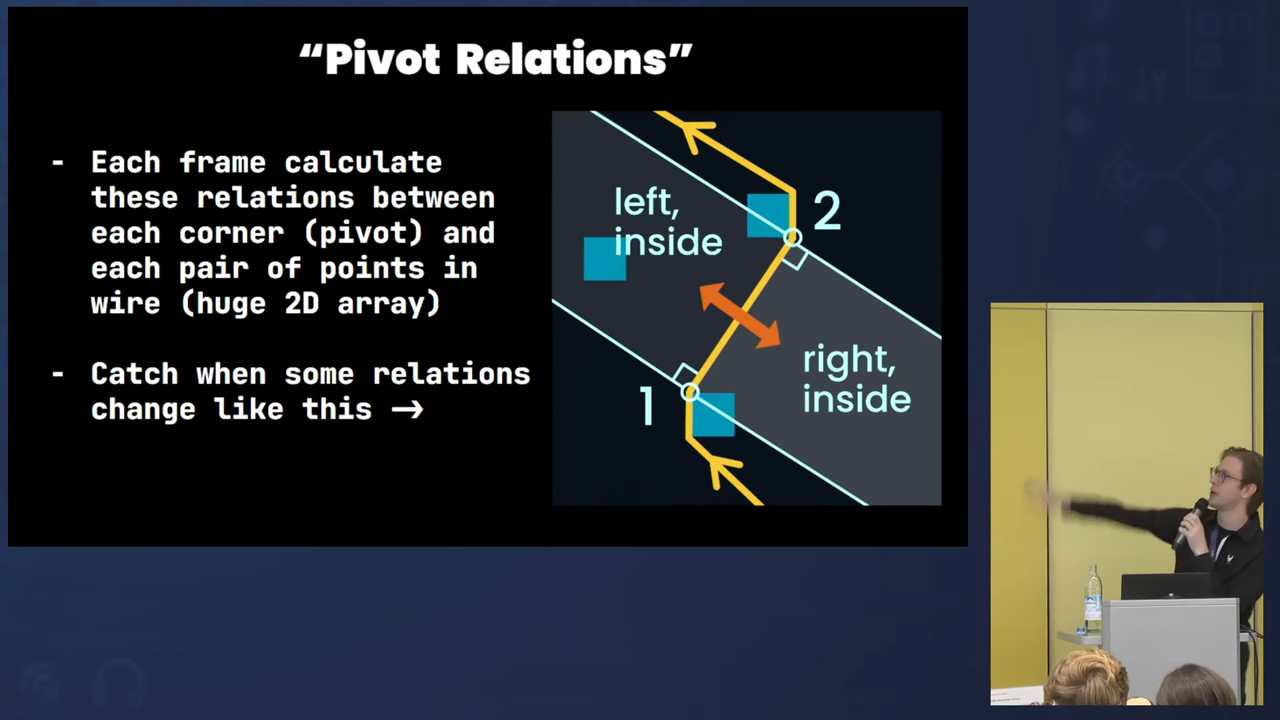 “Pivot Relations”
- Each frame calculate
these relations between
each corner (pivot) and
each pair of points in
wire (huge 2D array)
- Catch when some relations
change like this →
left,
inside
2
right,
inside
1